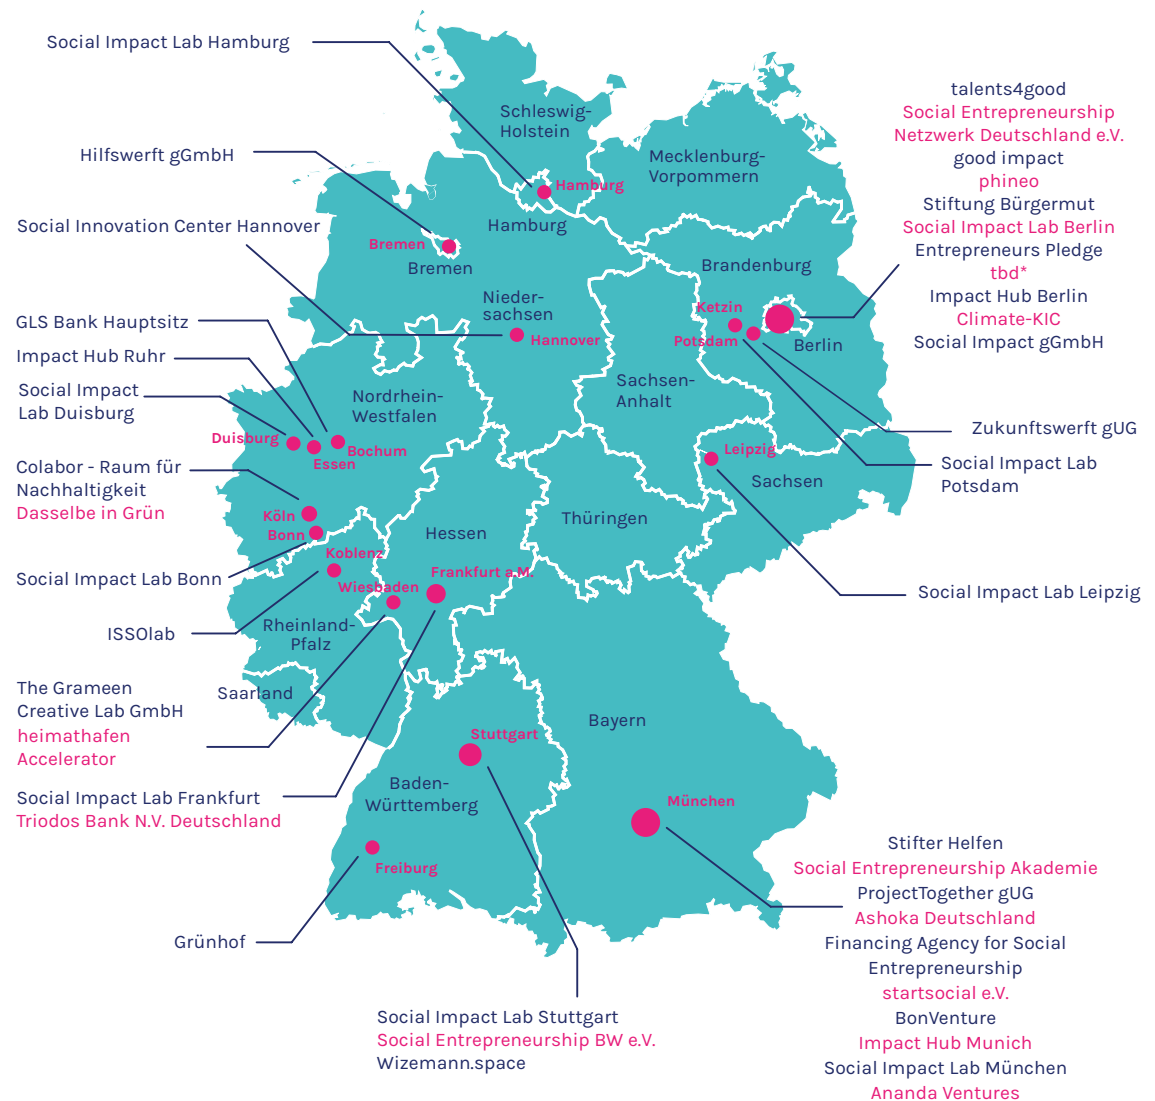 Social Impact Lab Hamburg
Hilfswerft gGmbH
Social Innovation Center Hannover
GLS Bank Hauptsitz
Impact Hub Ruhr
Social Impact
Lab Duisburg
Colabor - Raum für
Nachhaltigkeit
Dasselbe in Grün
Social Impact Lab Bonn
ISSOlab
The Grameen
Creative Lab GmbH
heimathafen
Accelerator
Social Impact Lab Frankfurt
Triodos Bank N.V. Deutschland
Grünhof
Schleswig-
Holstein
Mecklenburg-
Vorpommern
Hamburg
Hamburg
Bremen
Bremen
Nieder-
sachsen
Hannover
Brandenburg
Ketzin
Potsdam
Berlin
Sachsen-
Anhalt
Nordrhein-
Westfalen
Duisburg
Essen
Bochum
Köln
Bonn
Koblenz
Wiesbaden
Frankfurt a.M.
Hessen
Thüringen
Leipzig
Sachsen
Rheinland-
Pfalz
Saarland
Bayern
Stuttgart
Baden-
Württemberg
München
Freiburg
talents4good
Social Entrepreneurship
Netzwerk Deutschland e.V.
good impact
phineo
Stiftung Bürgermut
Social Impact Lab Berlin
Entrepreneurs Pledge
tbd*
Impact Hub Berlin
Climate-KIC
Social Impact gGmbH
Zukunftswerft gUG
Social Impact Lab
Potsdam
Social Impact Lab Leipzig
Stifter Helfen
Social Entrepreneurship Akademie
ProjectTogether gUG
Ashoka Deutschland
Financing Agency for Social
Entrepreneurship
startsocial e.V.
BonVenture
Impact Hub Munich
Social Impact Lab München
Ananda Ventures
Social Impact Lab Stuttgart
Social Entrepreneurship BW e.V.
Wizemann.space